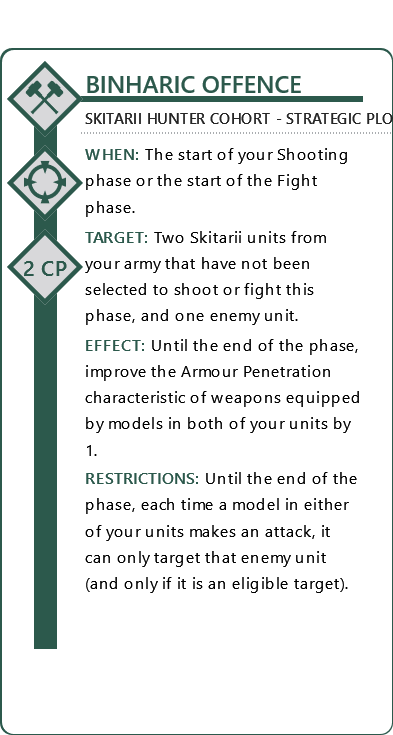 BINHARIC OFFENCE
SKITARII HUNTER COHORT - STRATEGIC PLO
WHEN: The start of your Shooting
phase or the start of the Fight
phase.
2 CP
TARGET: Two Skitarii units from
your army that have not been
selected to shoot or fight this
phase, and one enemy unit.
EFFECT: Until the end of the phase,
improve the Armour Penetration
characteristic of weapons equipped
by models in both of your units by
1.
RESTRICTIONS: Until the end of the
phase, each time a model in either
of your units makes an attack, it
can only target that enemy unit
(and only if it is an eligible target).